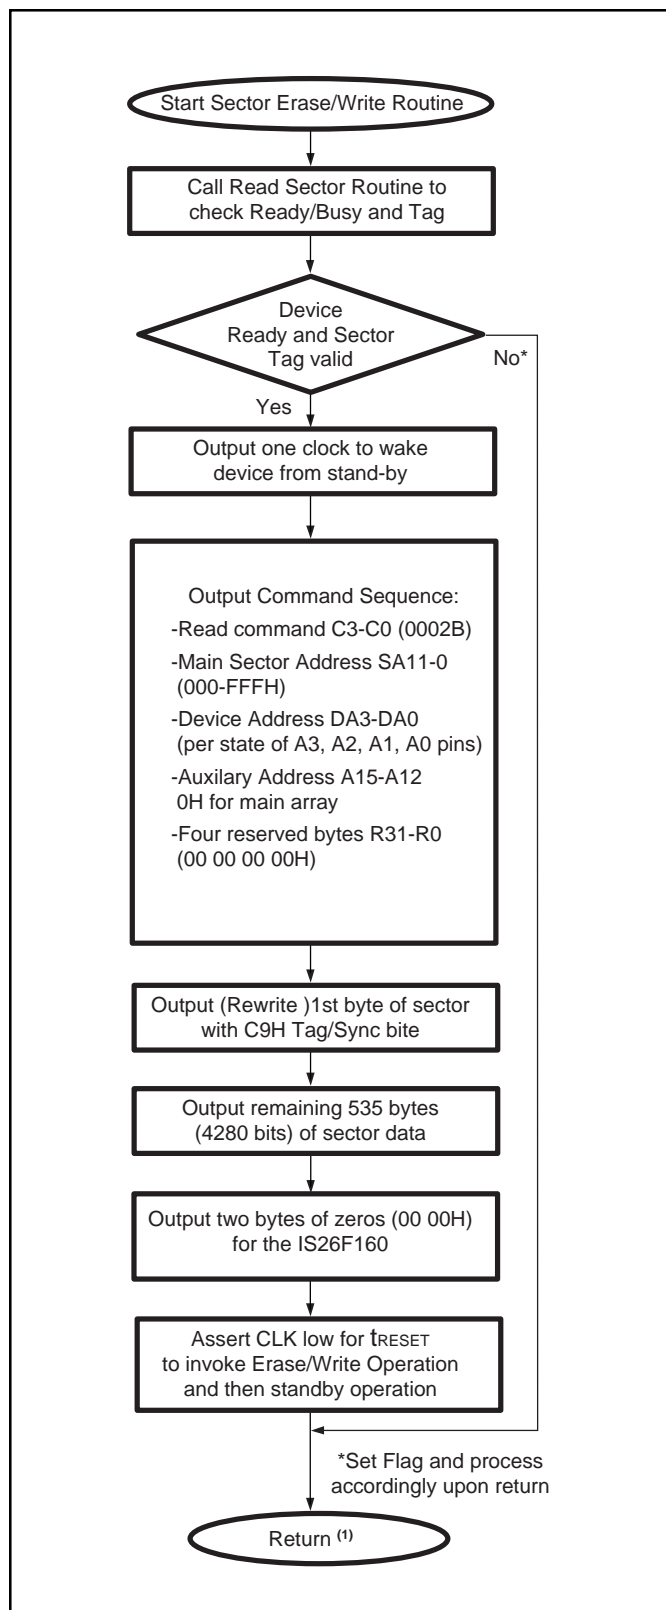 Start Sector Erase/Write Routine
Call Read Sector Routine to
check Ready/Busy and Tag
Device
Ready and Sector
Tag valid
No*
Yes
Output one clock to wake
device from stand-by
Output Command Sequence:
-Read command C3-C0 (0002B)
-Main Sector Address SA11-0
(000-FFFH)
-Device Address DA3-DA0
(per state of A3, A2, A1, A0 pins)
-Auxilary Address A15-A12
0H for main array
-Four reserved bytes R31-R0
(00 00 00 00H)
Output (Rewrite )1st byte of sector
with C9H Tag/Sync bite
Output remaining 535 bytes
(4280 bits) of sector data
Output two bytes of zeros (00 00H)
for the IS26F160
Assert CLK low for tRESET
to invoke Erase/Write Operation
and then standby operation
*Set Flag and process
accordingly upon return
Return (1)